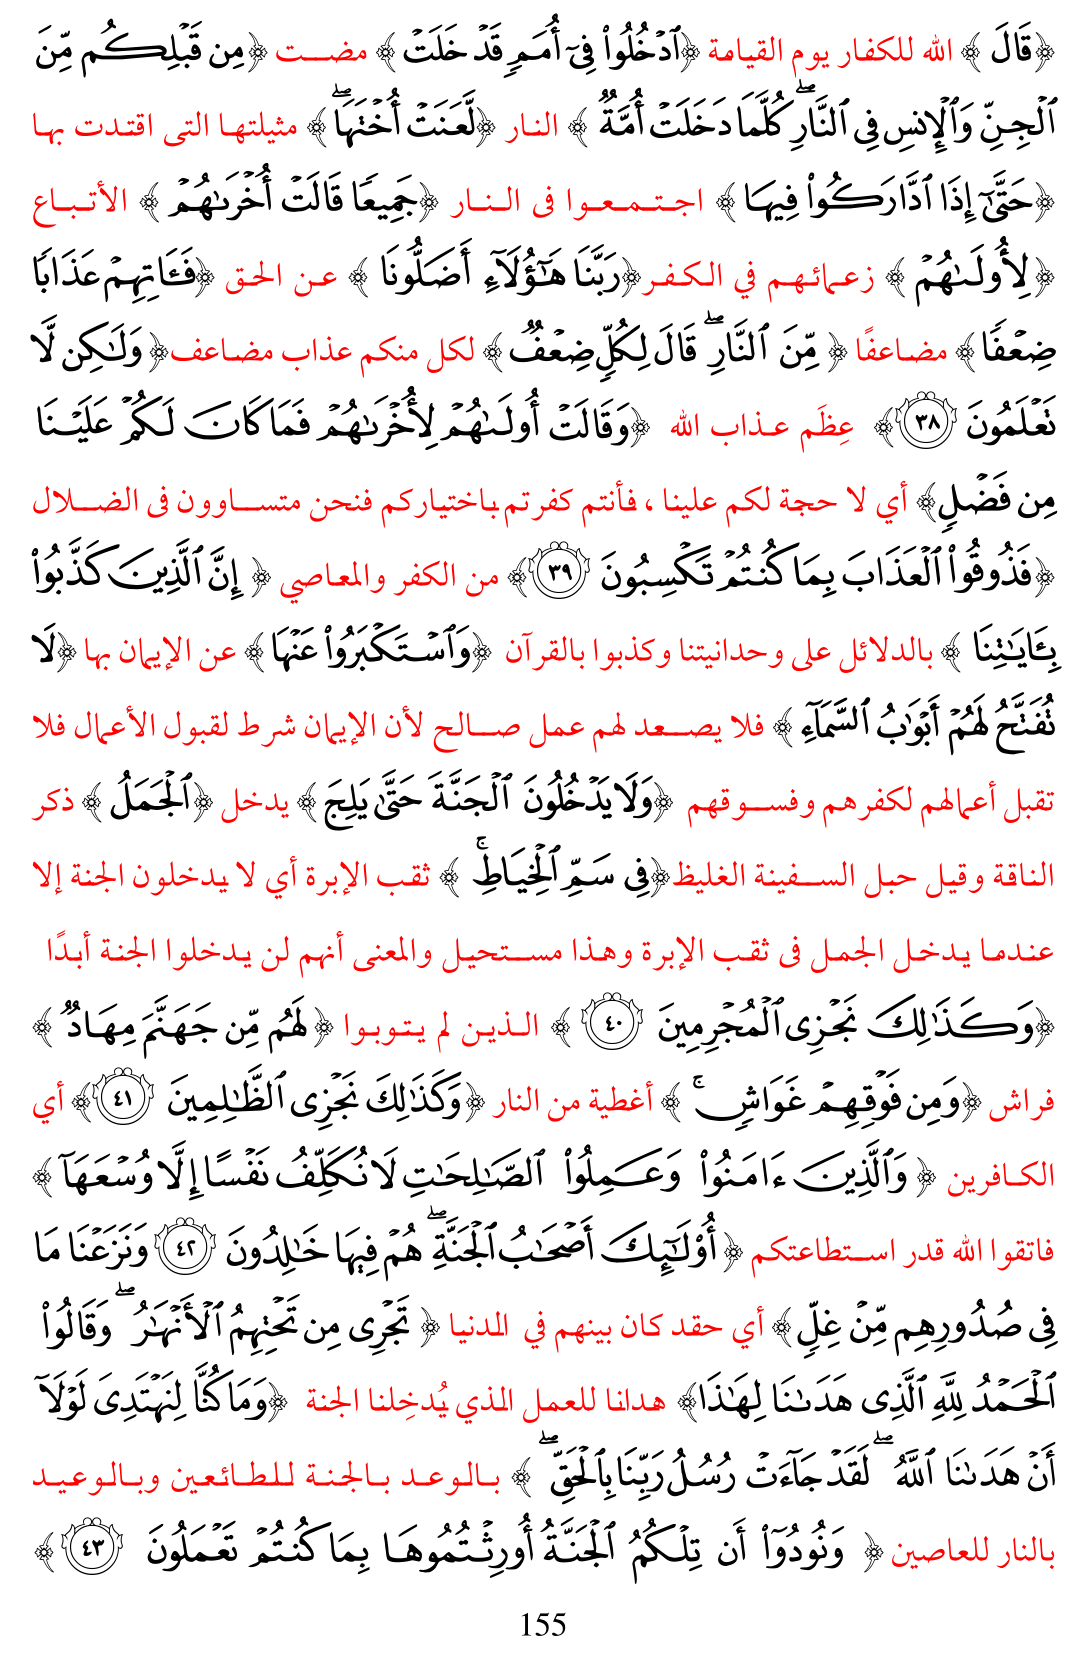 ﴿قَالَ ﴾ الله للكفار يوم القيامة ﴿ٱدْخُلُوا۟ فِىٓ أُمَمٍۢ قَدْ خَلَتْ ﴾ مضت ﴿مِن قَبْلِكُم مِّنَ
ٱلْجِنِّ وَٱلْإِنسِ فِى ٱلنَّارِ ۖ كُلَّمَا دَخَلَتْ أُمَّةٌۭ ﴾ النار ﴿لَّعَنَتْ أُخْتَهَا ۖ﴾ مثيلتها التى اقتدت بها
﴿حَتَّىٰٓ إِذَا ٱدَّارَكُوا۟ فِيهَا ﴾ اجتمعوا فى النار ﴿جَمِيعًۭا قَالَتْ أُخْرَىٰهُمْ ﴾ الأتباع
﴿ لِأُولَىٰهُمْ ﴾ زعمائهم في الكفر﴿رَبَّنَا هَٰٓؤُلَآءِ أَضَلُّونَا ﴾ عن الحق ﴿فَـَٔاتِهِمْ عَذَابًۭا
ضِعْفًۭا﴾ مضاعفًا ﴿ مِّنَ ٱلنَّارِ ۖ قَالَ لِكُلٍّۢ ضِعْفٌۭ ﴾ لكل منكم عذاب مضاعف﴿ وَلَٰكِن لَّا
تَعْلَمُونَ ٣٨﴾ عِظَم عذاب الله ﴿وَقَالَتْ أُولَىٰهُمْ لِأُخْرَىٰهُمْ فَمَا كَانَ لَكُمْ عَلَيْنَا
مِن فَضْلٍۢ﴾ أي لا حجة لكم علينا ، فأنتم كفرتم باختياركم فنحن متساوون فى الضلال
﴿فَذُوقُوا۟ ٱلْعَذَابَ بِمَا كُنتُمْ تَكْسِبُونَ ٣٩﴾ من الكفر والمعاصي ﴿ إِنَّ ٱلَّذِينَ كَذَّبُوا۟
بِـَٔايَٰتِنَا ﴾ بالدلائل على وحدانيتنا وكذبوا بالقرآن ﴿وَٱسْتَكْبَرُوا۟ عَنْهَا﴾ عن الإيمان بها ﴿لَا
تُفَتَّحُ لَهُمْ أَبْوَٰبُ ٱلسَّمَآءِ ﴾ فلا يصعد لهم عمل صالح لأن الإيمان شرط لقبول الأعمال فلا
تقبل أعمالهم لكفرهم وفسوقهم ﴿وَلَا يَدْخُلُونَ ٱلْجَنَّةَ حَتَّىٰ يَلِجَ ﴾ يدخل ﴿ٱلْجَمَلُ ﴾ ذكر
الناقة وقيل حبل السفينة الغليظ﴿فِى سَمِّ ٱلْخِيَاطِ ۚ ﴾ ثقب الإبرة أي لا يدخلون الجنة إلا
عندما يدخل الجمل فى ثقب الإبرة وهذا مستحيل والمعنى أنهم لن يدخلوا الجنة أبدًا
﴿وَكَذَٰلِكَ نَجْزِى ٱلْمُجْرِمِينَ ٤٠ ﴾ الذين لم يتوبوا ﴿ لَهُم مِّن جَهَنَّمَ مِهَادٌۭ ﴾
فراش ﴿وَمِن فَوْقِهِمْ غَوَاشٍۢ ۚ ﴾ أغطية من النار ﴿وَكَذَٰلِكَ نَجْزِى ٱلظَّٰلِمِينَ ٤١﴾ أي
الكافرين ﴿ وَٱلَّذِينَ ءَامَنُوا۟ وَعَمِلُوا۟ ٱلصَّٰلِحَٰتِ لَا نُكَلِّفُ نَفْسًا إِلَّا وُسْعَهَآ ﴾
فاتقوا الله قدر استطاعتكم ﴿ أُو۟لَٰٓئِكَ أَصْحَٰبُ ٱلْجَنَّةِ ۖ هُمْ فِيهَا خَٰلِدُونَ ٤٢ وَنَزَعْنَا مَا
فِى صُدُورِهِم مِّنْ غِلٍّۢ ﴾ أي حقد كان بينهم في الدنيا ﴿ تَجْرِى مِن تَحْتِهِمُ ٱلْأَنْهَٰرُ ۖ وَقَالُوا۟
ٱلْحَمْدُ لِلَّهِ ٱلَّذِى هَدَىٰنَا لِهَٰذَا﴾ هدانا للعمل الذي يُدخِلنا الجنة ﴿وَمَا كُنَّا لِنَهْتَدِىَ لَوْلَآ
أَنْ هَدَىٰنَا ٱللَّهُ ۖ لَقَدْ جَآءَتْ رُسُلُ رَبِّنَا بِٱلْحَقِّ ۖ ﴾ بالوعد بالجنة للطائعين وبالوعيد
بالنار للعاصين ﴿ وَنُودُوٓا۟ أَن تِلْكُمُ ٱلْجَنَّةُ أُورِثْتُمُوهَا بِمَا كُنتُمْ تَعْمَلُونَ ٤٣ ﴾
155